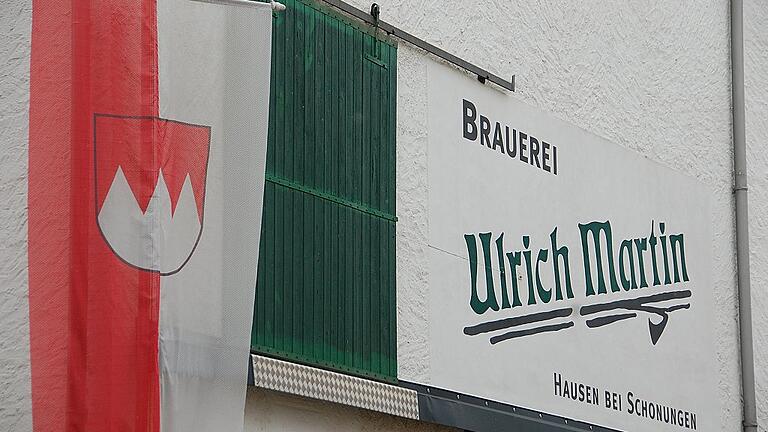 BRAUEREI
Ulrich Martin
HAUSEN BEI SCHONUNGEN